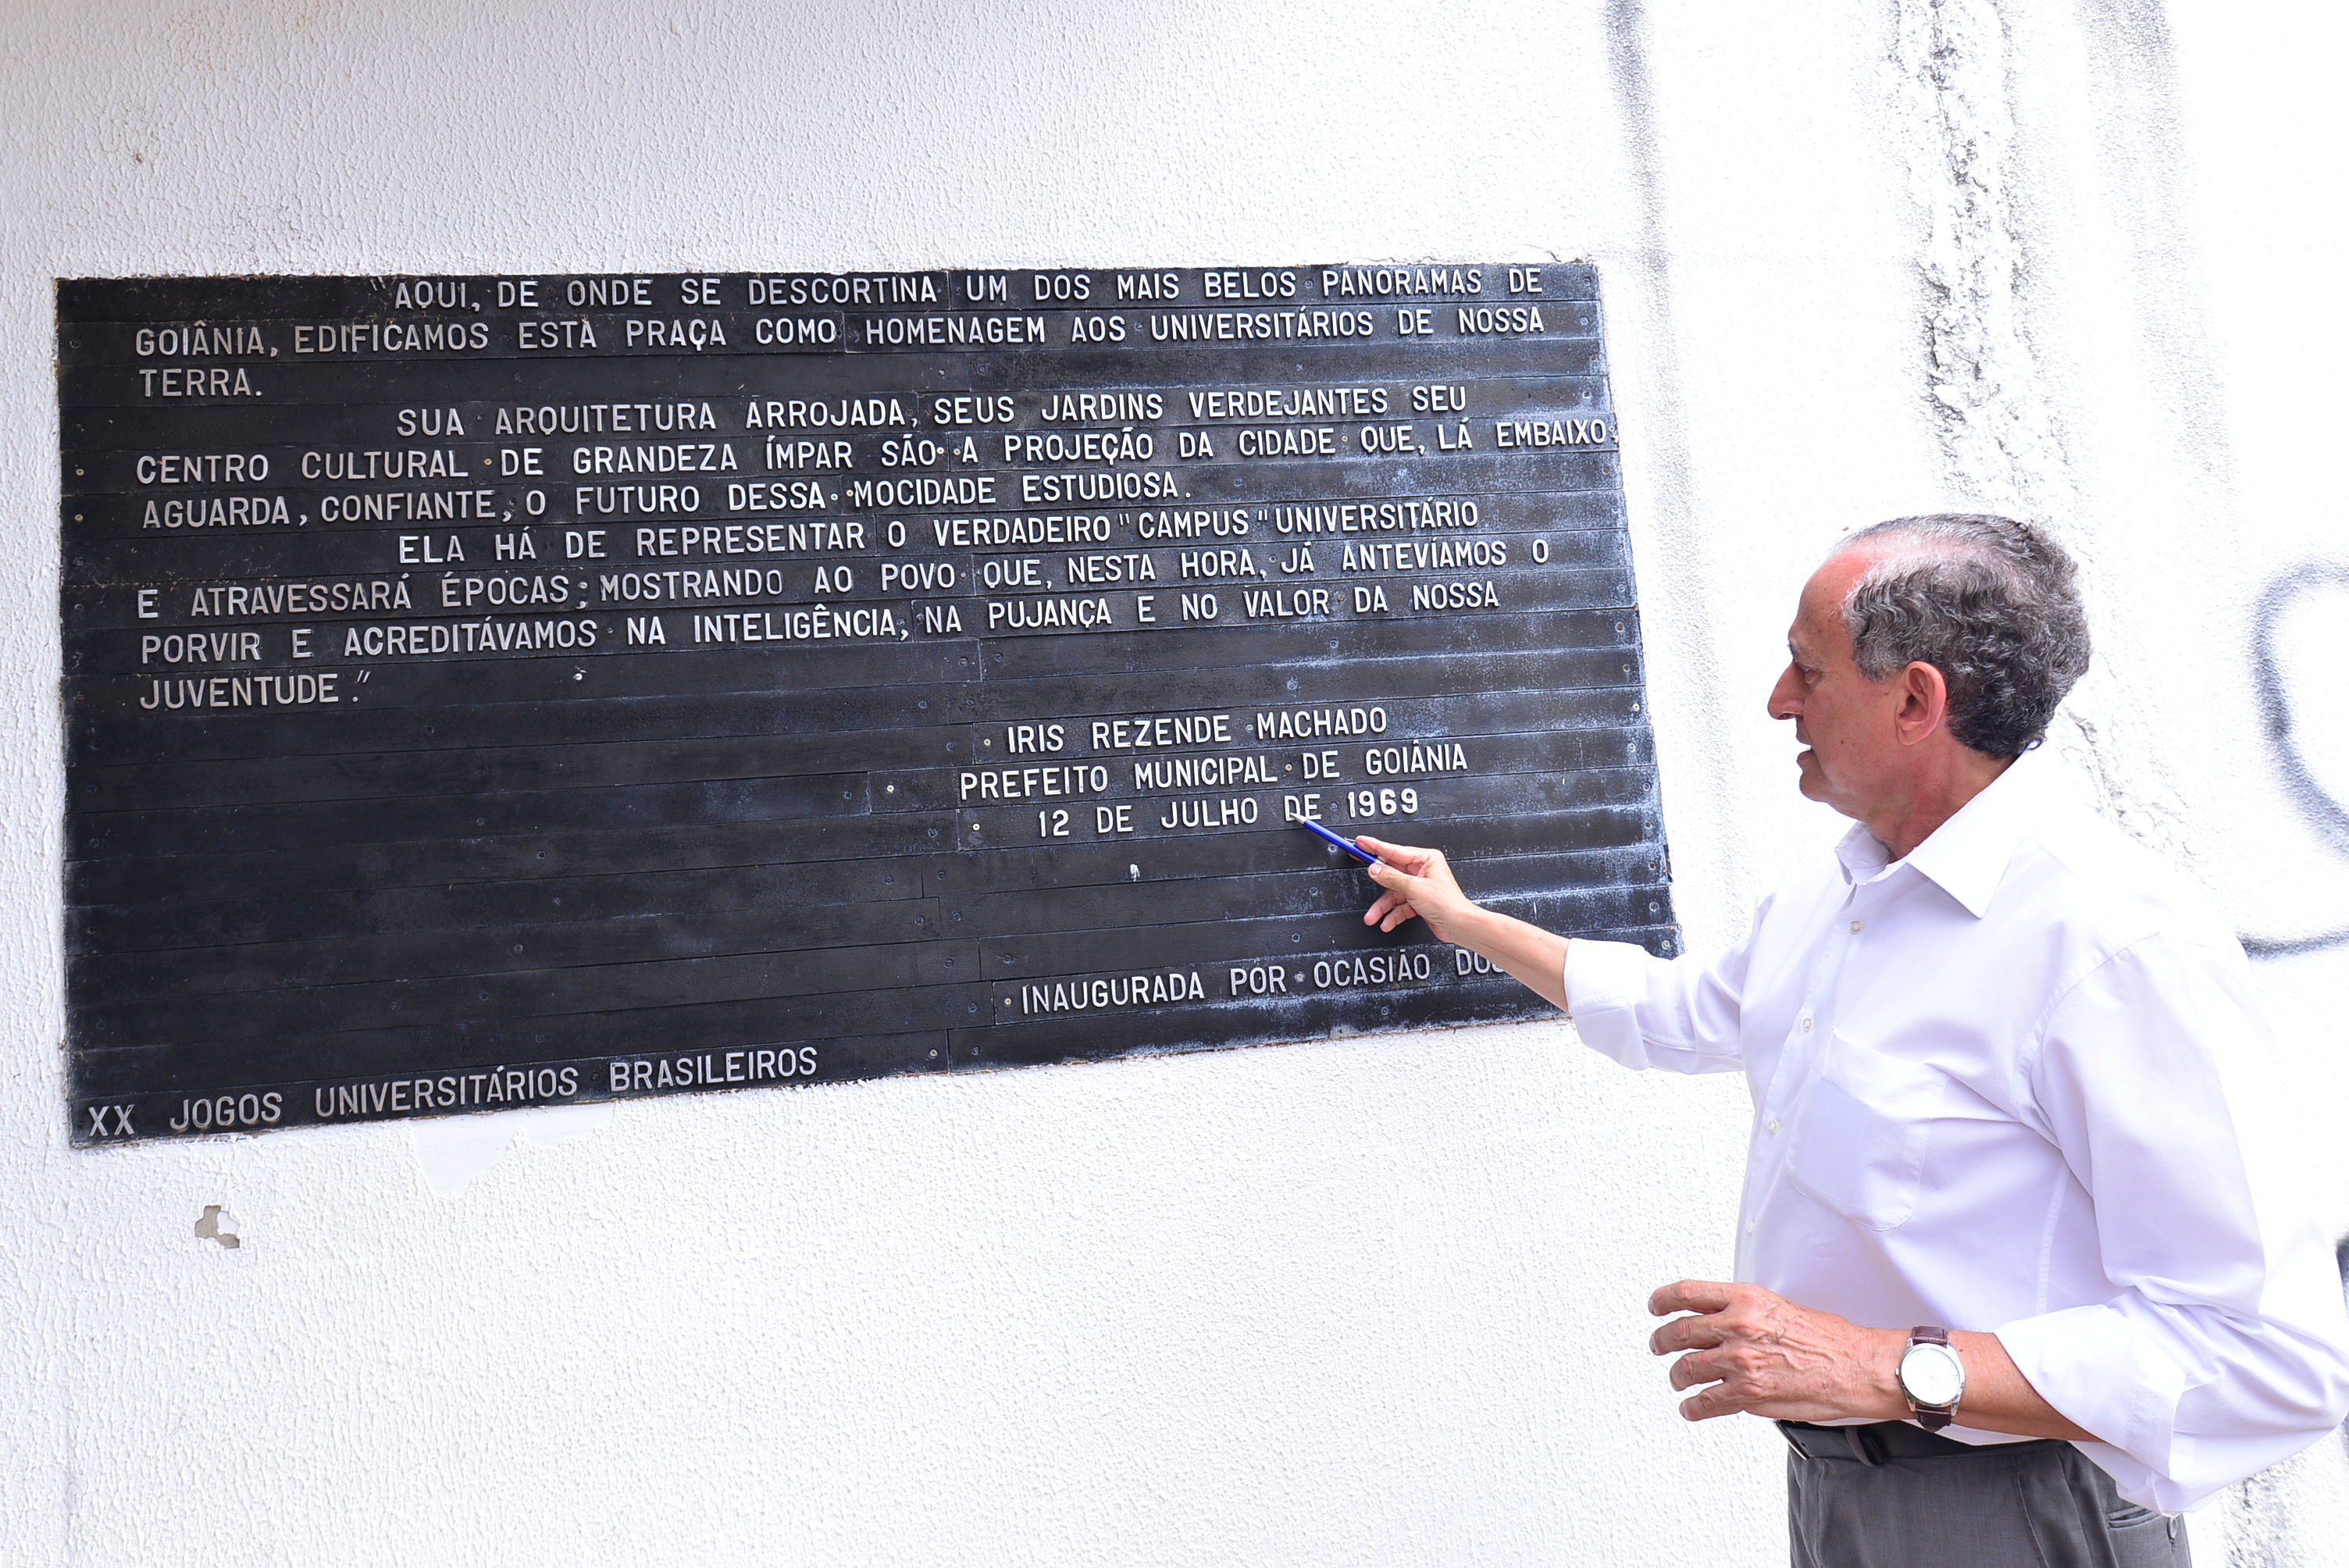 "AQUI, DE ONDE SE DESCORTINA UM DOS MAIS BELOS PANORAMAS DE
GOIÂNIA, EDIFICAMOS ESTA PRAÇA COMO HOMENAGEM AOS UNIVERSITÁRIOS DE NOSSA
TERRA.
SUA ARQUITETURA ARROJADA, SEUS JARDINS VERDEJANTES SEU
CENTRO CULTURAL DE GRANDEZA ÍMPAR SÃO A PROJEÇÃO DA CIDADE QUE, LÁ EMBAIXO
AGUARDA, CONFIANTE, O FUTURO DESSA MOCIDADE ESTUDIOSA.
ELA HÁ DE REPRESENTAR O VERDADEIRO "CAMPUS" UNIVERSITÁRIO
E ATRAVESSARÁ ÉPOCAS; MOSTRANDO AO POVO QUE, NESTA HORA, JÁ ANTEVÍAMOS O
PORVIR E ACREDITÁVAMOS NA INTELIGÊNCIA, NA PUJANÇA E NO VALOR DA NOSSA
JUVENTUDE."
IRIS REZENDE MACHADO
PREFEITO MUNICIPAL DE GOIÂNIA
12 DE JULHO DE 1969
INAUGURADA POR OCASIÃO DOS
XX JOGOS UNIVERSITÁRIOS BRASILEIROS